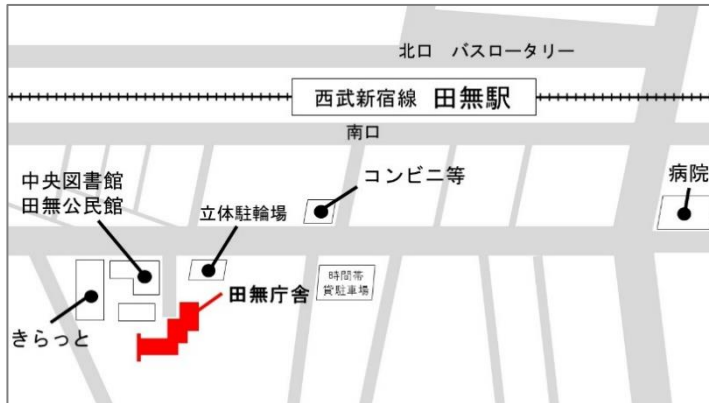 北口　バスロータリー
西武新宿線 田無駅
南口
中央図書館
田無公民館
立体駐輪場
コンビニ等
病院
時間帯
貸駐車場
田無庁舎
きらっと